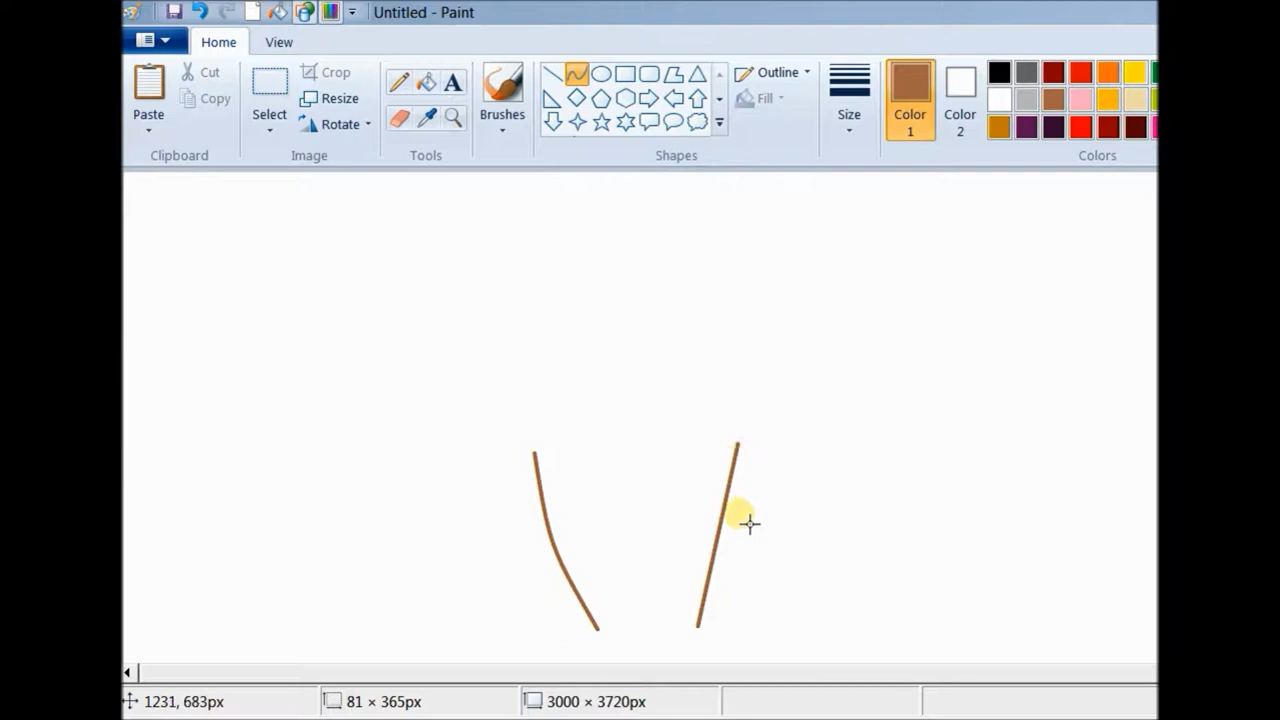 Untitled - Paint
Home View
Cut
Copy
Paste
Clipboard
Crop
Resize
Rotate
Select
Image
A
Tools
Brushes
Shapes
Outline
Fill
Size
Color 1
Color 2
Colors
1231, 683px
81 × 365px
3000 × 3720px